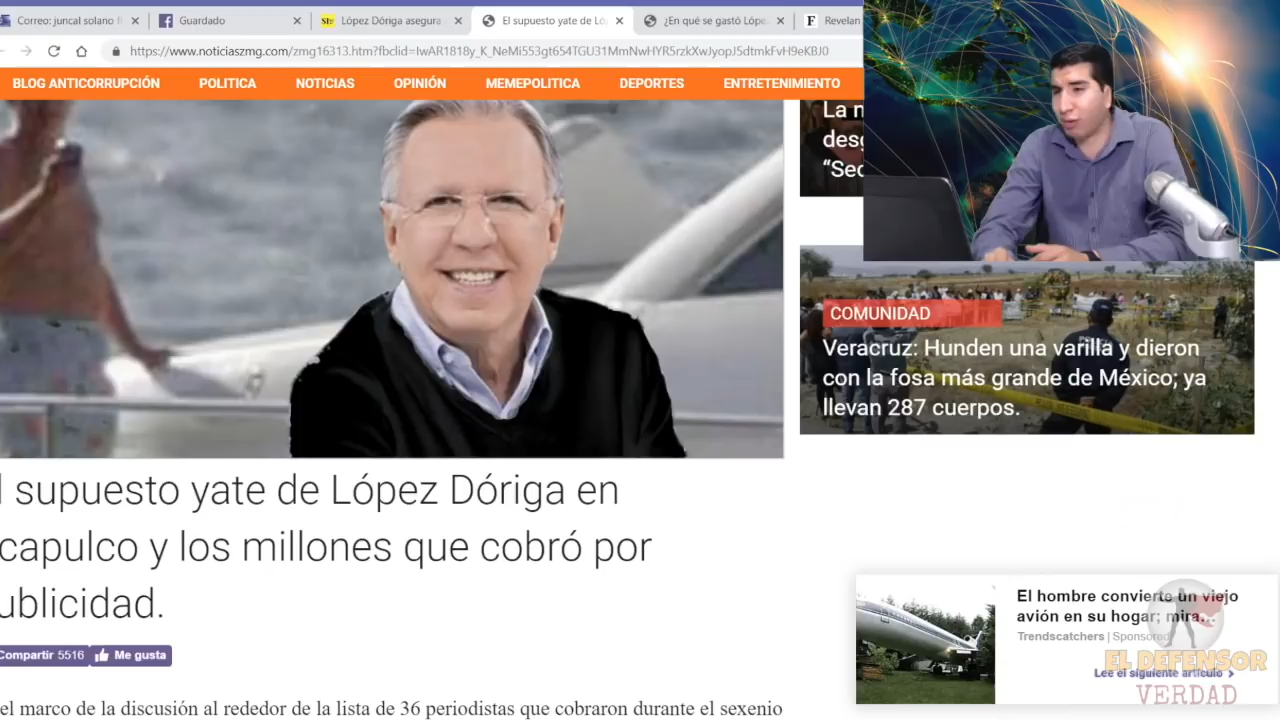 Correo: juncal solano
Guardado
López Dóriga asegura
El supuesto yate de Ló
¿En qué se gastó Lópe
Revelan
https://www.noticiaszmg.com/zmg16313.htm?fbclid=IwAR1818y_K_NeMi553gt654TGU31MmNwHYR5rzkXwJyopJ5dtmkFvH9eKBJ0
BLOG ANTICORRUPCIÓN POLITICA NOTICIAS OPINIÓN MEMEPOLITICA DEPORTES ENTRETENIMIENTO
La
desg
“Sec
COMUNIDAD
Veracruz: Hunden una varilla y dieron
con la fosa más grande de México; ya
llevan 287 cuerpos.
l supuesto yate de López Dóriga en
capulco y los millones que cobró por
ublicidad.
Compartir 5516 Me gusta
el marco de la discusión al rededor de la lista de 36 periodistas que cobraron durante el sexenio
El hombre convierte un viejo
avión en su hogar; mira...
Trendscatchers | Sponsored
Lee el siguiente artículo
EL DEFENSOR
VERDAD